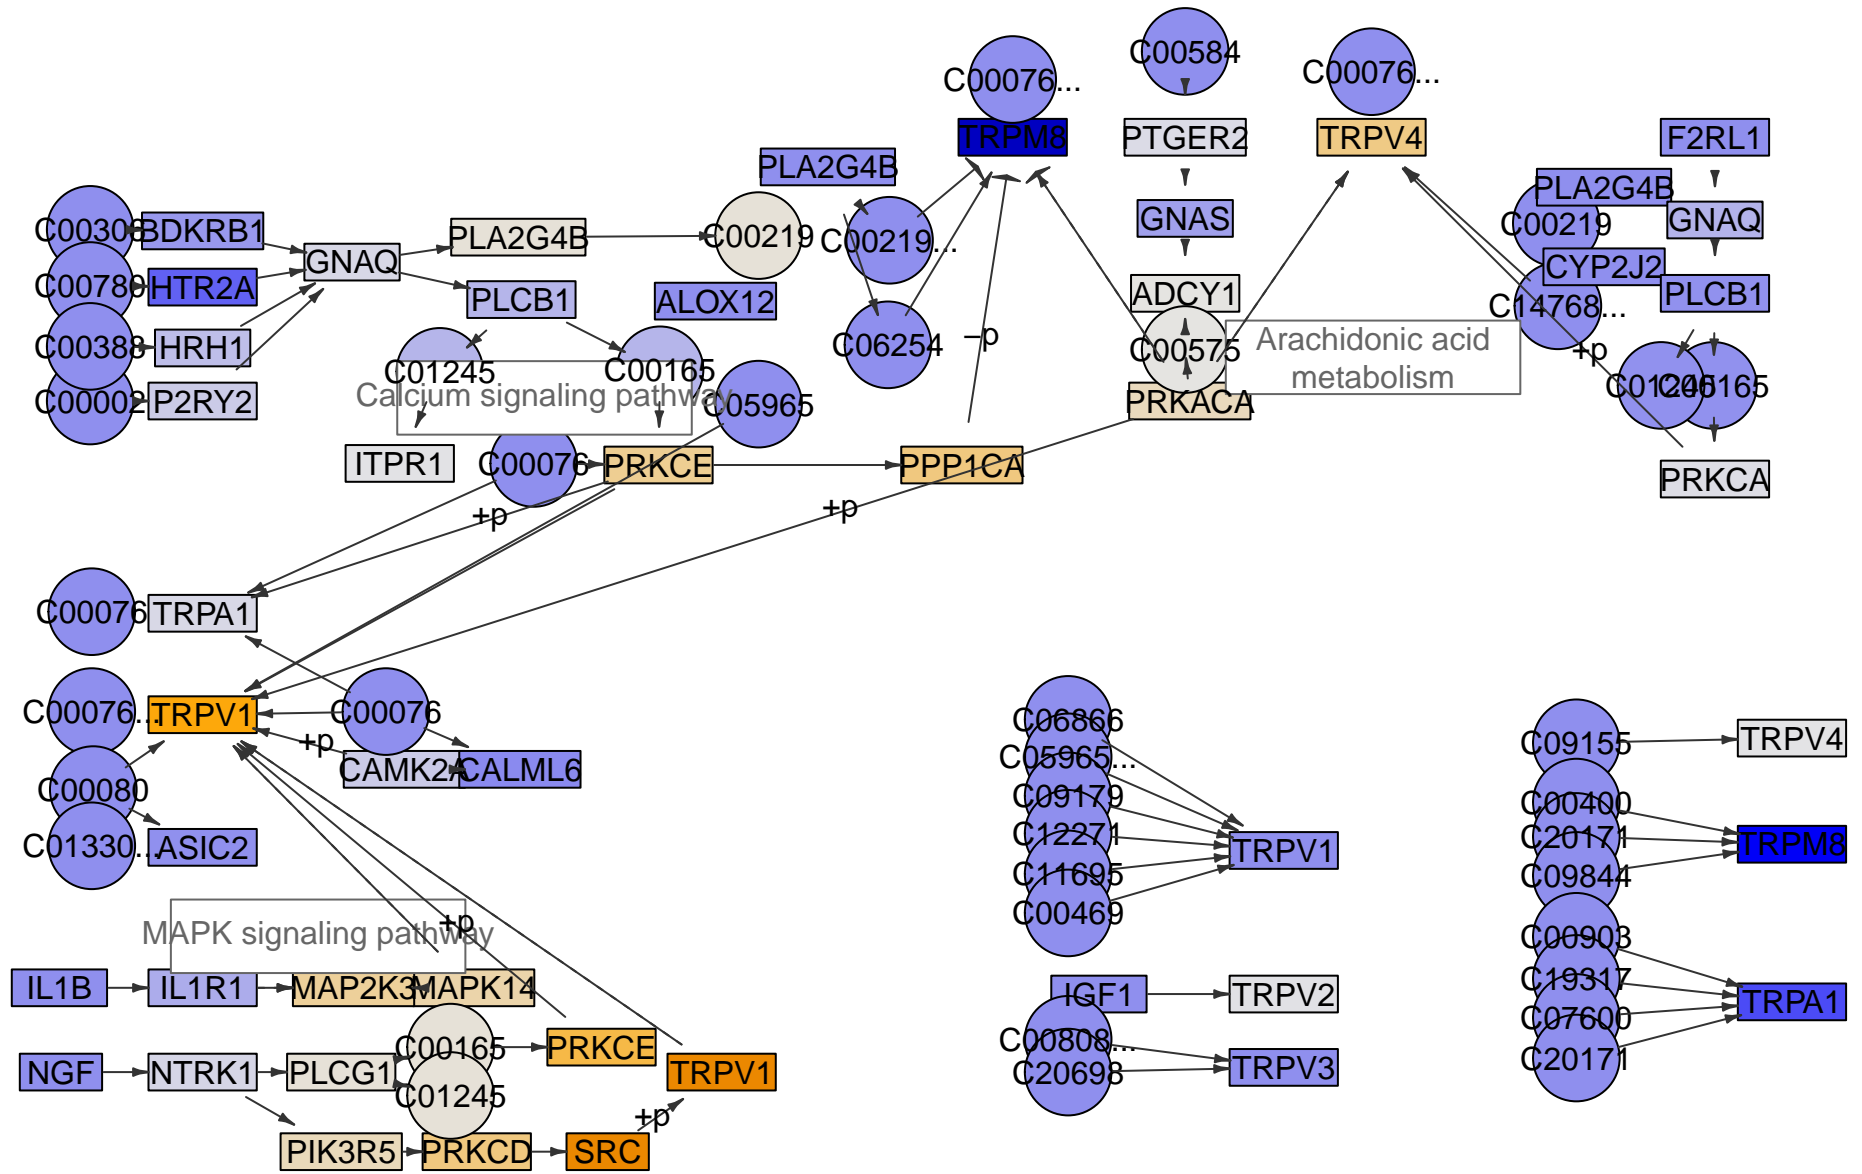 C00584
C00076...
C00076...
TRPM8
PTGER2
TRPV4
F2RL1
PLA2G4B
PLA2G4B
C00219
GNAQ
GNAS
BDKRB1
PLA2G4B
C00219
C00219...
GNAQ
CYP2J2
C00780
HTR2A
PLCB1
ALOX12
ADCY1
PLCB1
C14768...
C00388
HRH1
C06254
–p
C00575
Arachidonic acid
metabolism
+p
C01245
C00165
Calcium signaling pathway
C00002
P2RY2
C05965
PRKACA
C01245
C00165
ITPR1
C00076
PRKCE
PPP1CA
PRKCA
+p
+p
C00076
TRPA1
C00076...
TRPV1
C00076
+p
CAMK2A
CALML6
C00080
C01330...
ASIC2
C06866
C05965...
C09179
C12271
C11695
C00469
TRPV1
C09155
TRPV4
C00400
C20171
C09844
TRPM8
MAPK signaling pathway
+p
C00903
C19317
C07600
C20171
TRPA1
IL1B
IL1R1
MAP2K3
MAPK14
IGF1
TRPV2
C00165
PRKCE
C00808...
C20698
TRPV3
NGF
NTRK1
PLCG1
C01245
TRPV1
+p
PIK3R5
PRKCD
SRC